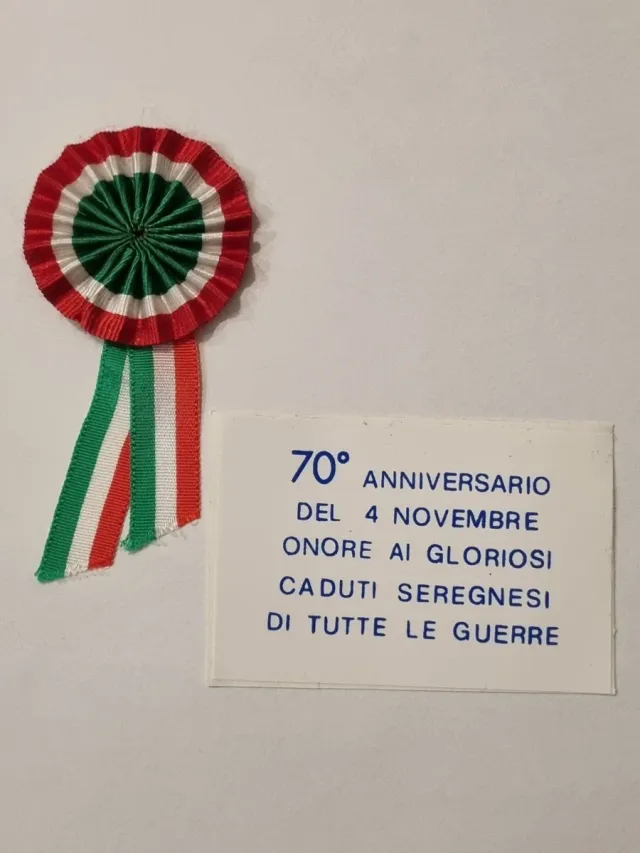 70° ANNIVERSARIO
DEL 4 NOVEMBRE
ONORE AI GLORIOSI
CADUTI SEREGNESI
DI TUTTE LE GUERRE